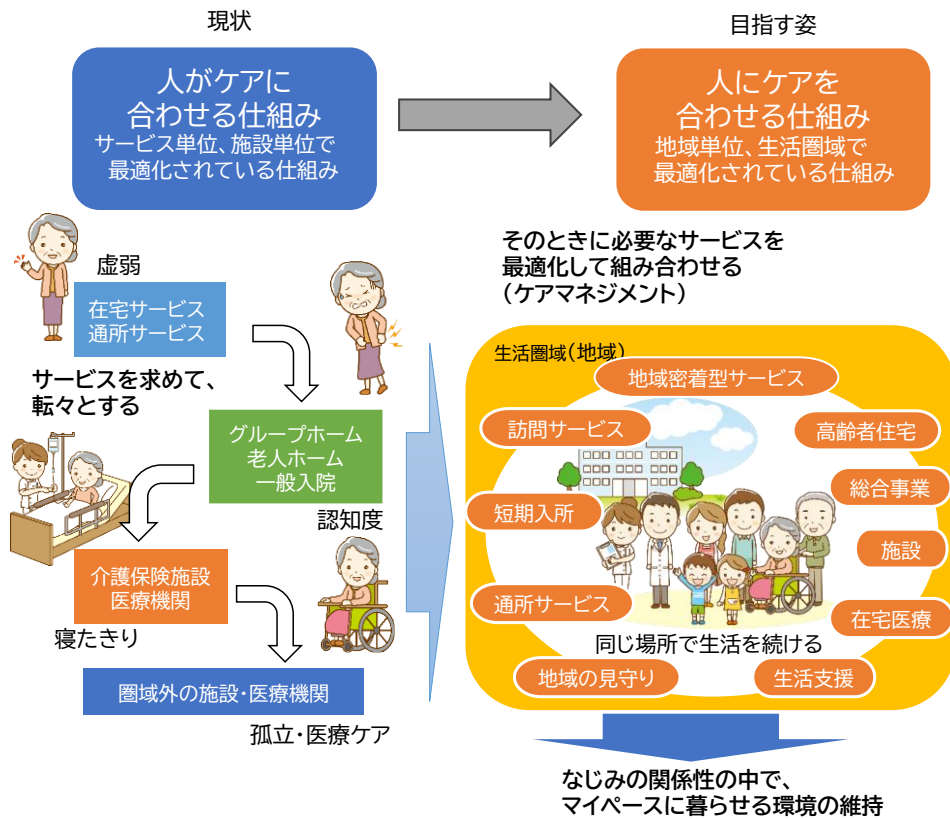 現状
人がケアに
合わせる仕組み
サービス単位、施設単位で
最適化されている仕組み
目指す姿
人にケアを
合わせる仕組み
地域単位、生活圏域で
最適化されている仕組み
虚弱
在宅サービス
通所サービス
サービスを求めて、
転々とする
グループホーム
老人ホーム
一般入院
認知度
介護保険施設
医療機関
寝たきり
圏域外の施設・医療機関
孤立・医療ケア
そのときに必要なサービスを
最適化して組み合わせる
(ケアマネジメント)
生活圏域(地域)
地域密着型サービス
訪問サービス
高齢者住宅
総合事業
短期入所
施設
通所サービス
在宅医療
同じ場所で生活を続ける
地域の見守り
生活支援
なじみの関係性の中で、
マイペースに暮らせる環境の維持